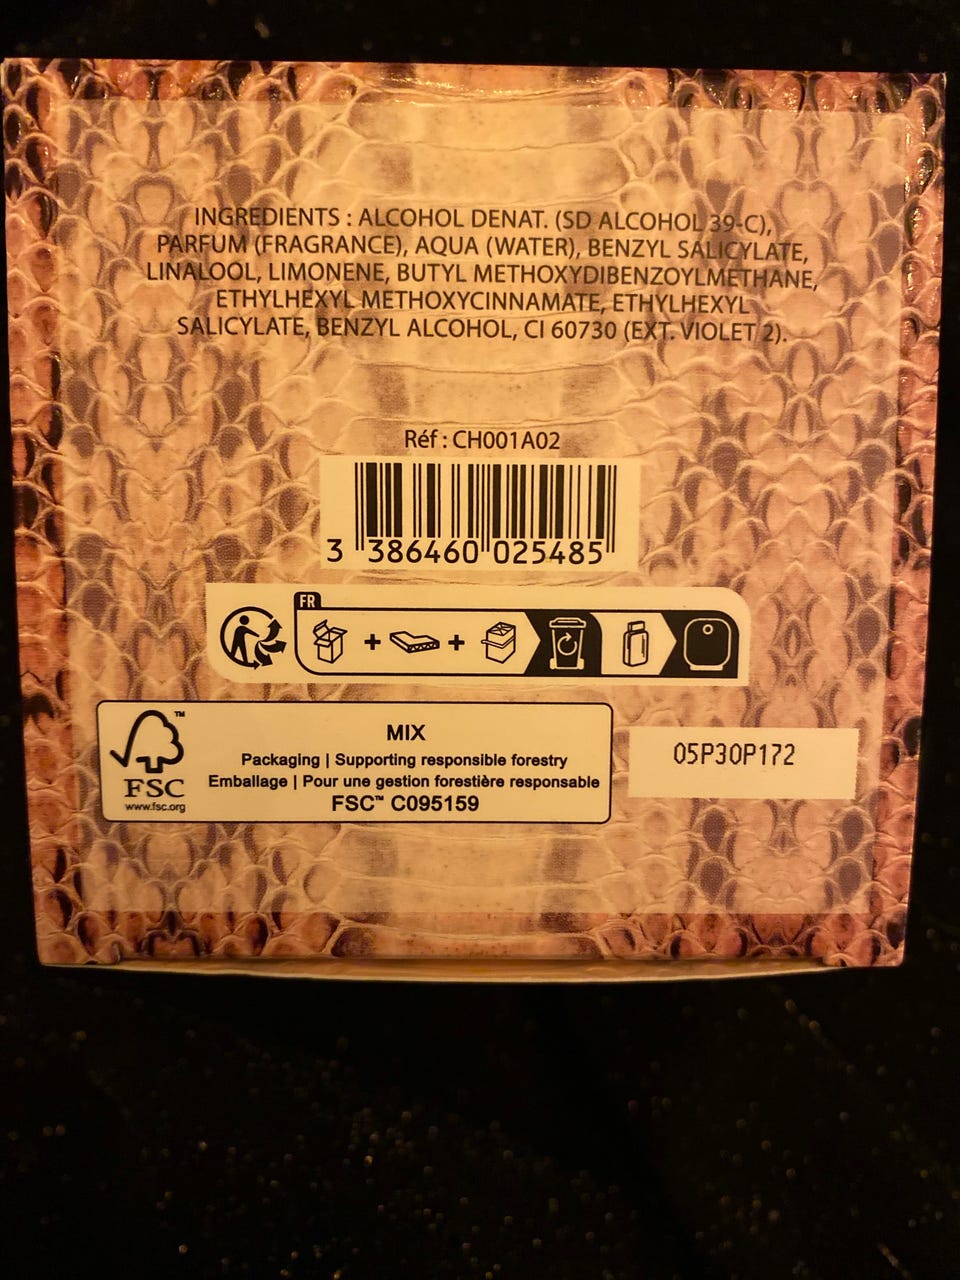 INGREDIENTS : ALCOHOL DENAT. (SD ALCOHOL 39-C),
PARFUM (FRAGRANCE), AQUA (WATER), BENZYL SALICYLATE,
LINALOOL, LIMONENE, BUTYL METHOXYDIBENZOYLMETHANE,
ETHYLHEXYL METHOXYCINNAMATE, ETHYLHEXYL
SALICYLATE, BENZYL ALCOHOL, CI 60730 (EXT. VIOLET 2).
Réf : CH001A02
3 386460 025485
FR
MIX
Packaging | Supporting responsible forestry
Emballage | Pour une gestion forestière responsable
FSC™ C095159
TM
FSC
www.fsc.org
05P30P172